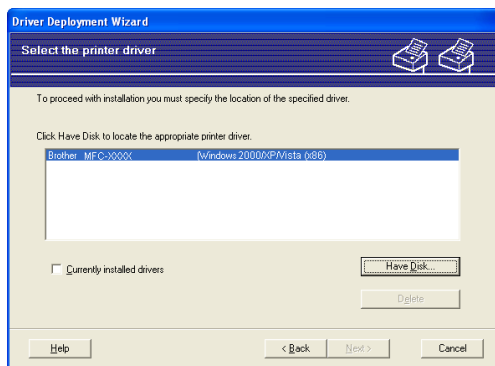 Driver Deployment Wizard
Select the printer driver
To proceed with installation you must specify the location of the specified driver.
Click Have Disk to locate the appropriate printer driver.
Brother MFC-XXXX (Windows 2000/XP/Vista (x86)
Currently installed drivers
Have Disk...
Delete
Help
< Back
Next >
Cancel